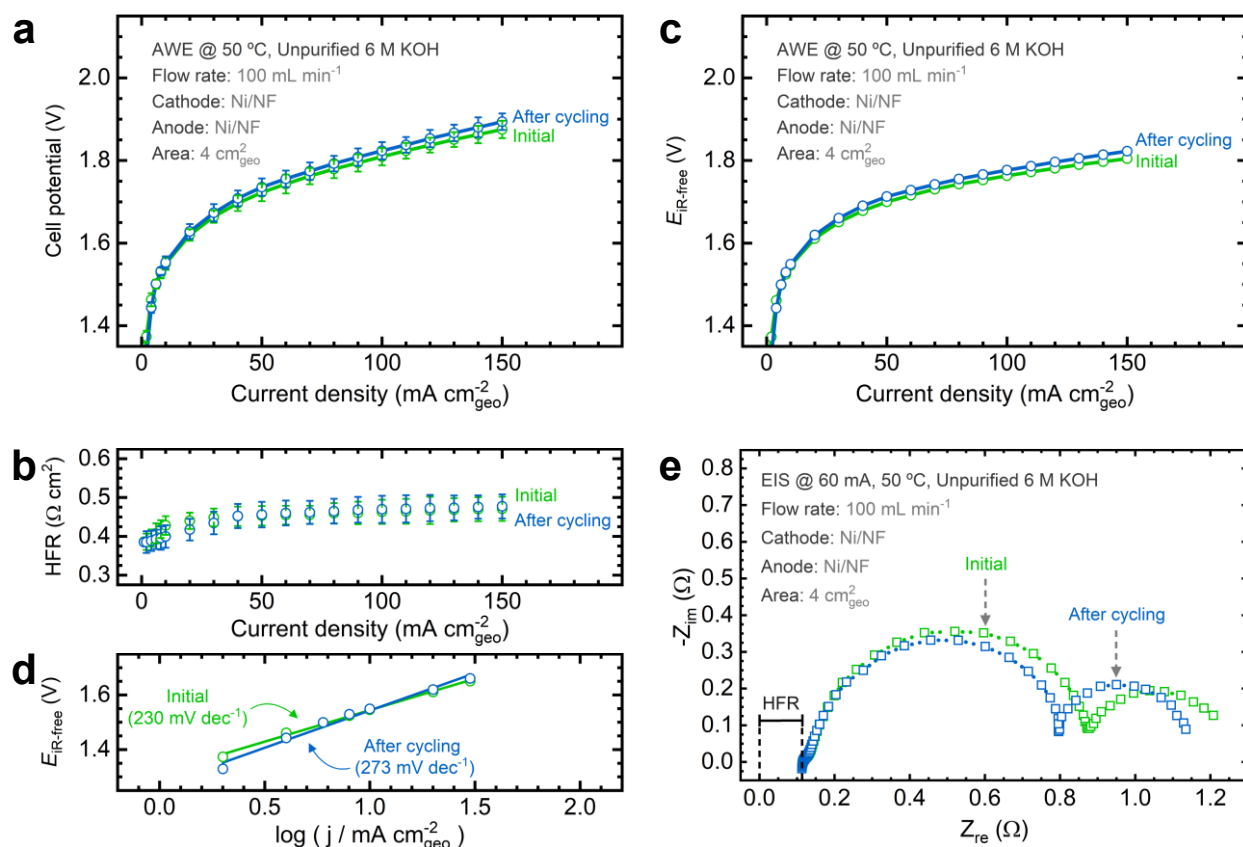 a
AWE @ 50 ºC, Unpurified 6 M KOH
Flow rate: 100 mL min⁻¹
Cathode: Ni/NF
Anode: Ni/NF
Area: 4 cm²geo
After cycling
Initial
Cell potential (V)
2.0
1.8
1.6
1.4
0 50 100 150
Current density (mA cm⁻²geo)
b
HFR (Ω cm²)
0.6
0.5
0.4
0.3
Initial
After cycling
0 50 100 150
Current density (mA cm⁻²geo)
d
EiR-free (V)
1.6
1.4
Initial
(230 mV dec⁻¹)
After cycling
(273 mV dec⁻¹)
0.0 0.5 1.0 1.5 2.0
log ( j / mA cm⁻²geo)
c
AWE @ 50 ºC, Unpurified 6 M KOH
Flow rate: 100 mL min⁻¹
Cathode: Ni/NF
Anode: Ni/NF
Area: 4 cm²geo
After cycling
Initial
EiR-free (V)
2.0
1.8
1.6
1.4
0 50 100 150
Current density (mA cm⁻²geo)
e
EIS @ 60 mA, 50 ºC, Unpurified 6 M KOH
Flow rate: 100 mL min⁻¹
Cathode: Ni/NF
Anode: Ni/NF
Area: 4 cm²geo
Initial
After cycling
HFR
-Zim (Ω)
0.8
0.7
0.6
0.5
0.4
0.3
0.2
0.1
0.0
0.0 0.2 0.4 0.6 0.8 1.0 1.2
Zre (Ω)